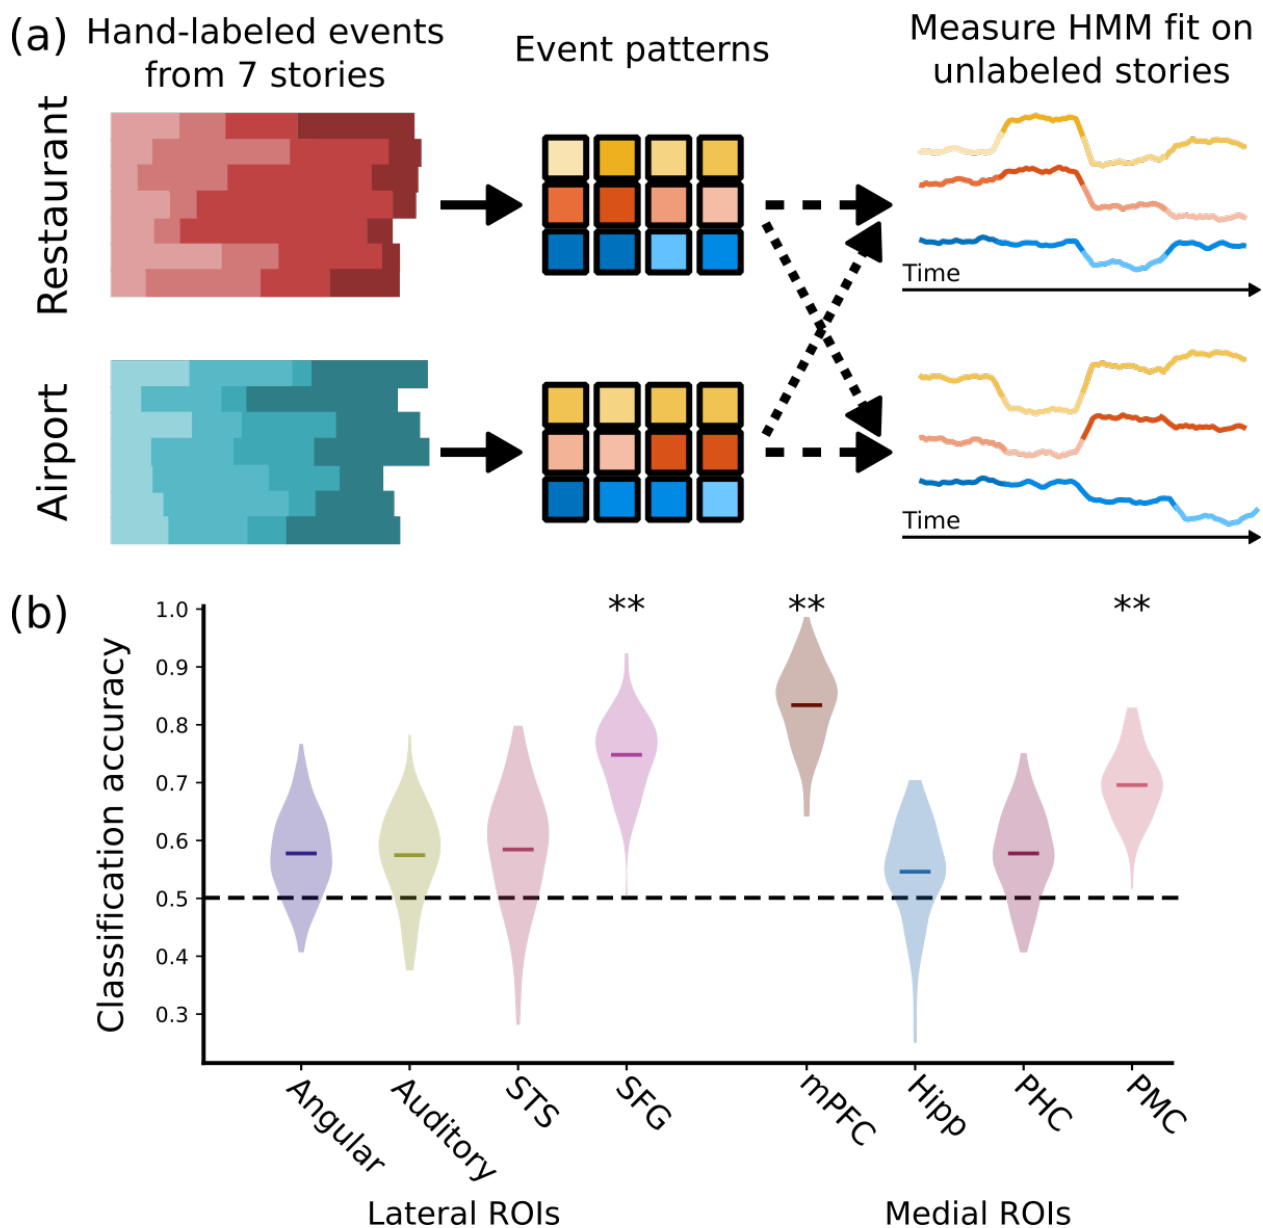 (a)
Hand-labeled events
from 7 stories
Event patterns
Measure HMM fit on
unlabeled stories
Restaurant
Time
Airport
Time
(b)
Classification accuracy
1.0
0.9
0.8
0.7
0.6
0.5
0.4
0.3
** ** **
Angular
Auditory
STS
SFG
mPFC
Hipp
PHC
PMC
Lateral ROIs
Medial ROIs